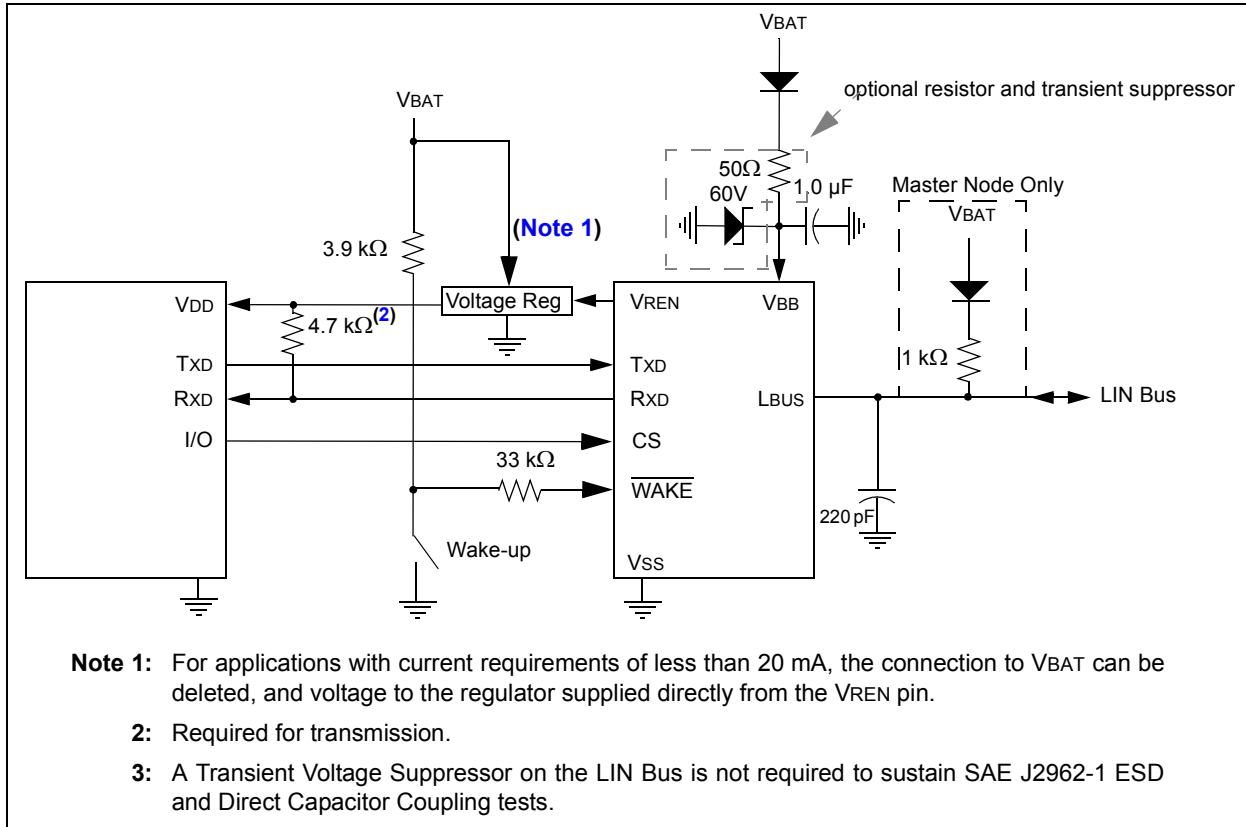 VBAT
optional resistor and transient suppressor
VBAT
50Ω
1.0 µF
60V
Master Node Only
VBAT
(Note 1)
3.9 kΩ
Voltage Reg
VDD
VREN
VBB
4.7 kΩ(2)
1 kΩ
TXD
TXD
RXD
RXD
LBUS
LIN Bus
I/O
CS
33 kΩ
WAKE
220 pF
Wake-up
VSS
Note 1: For applications with current requirements of less than 20 mA, the connection to VBAT can be
deleted, and voltage to the regulator supplied directly from the VREN pin.
2: Required for transmission.
3: A Transient Voltage Suppressor on the LIN Bus is not required to sustain SAE J2962-1 ESD
and Direct Capacitor Coupling tests.